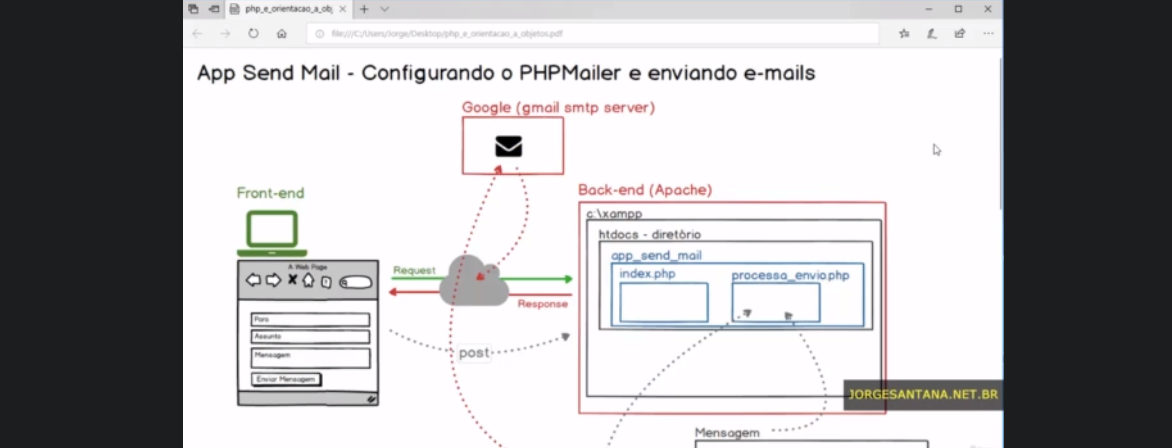 php_e_orientacao_a_obj
file:///C:/Users/Jorge/Desktop/php_e_orientacao_a_objetos.pdf
App Send Mail - Configurando o PHPMailer e enviando e-mails
Google (gmail smtp server)
Front-end
Back-end (Apache)
c:\xampp
htdocs - diretório
app_send_mail
index.php
processa_envio.php
A Web Page
Request
Response
Para
Assunto
Mensagem
Enviar Mensagem
post
JORGESANTANA.NET.BR
Mensagem